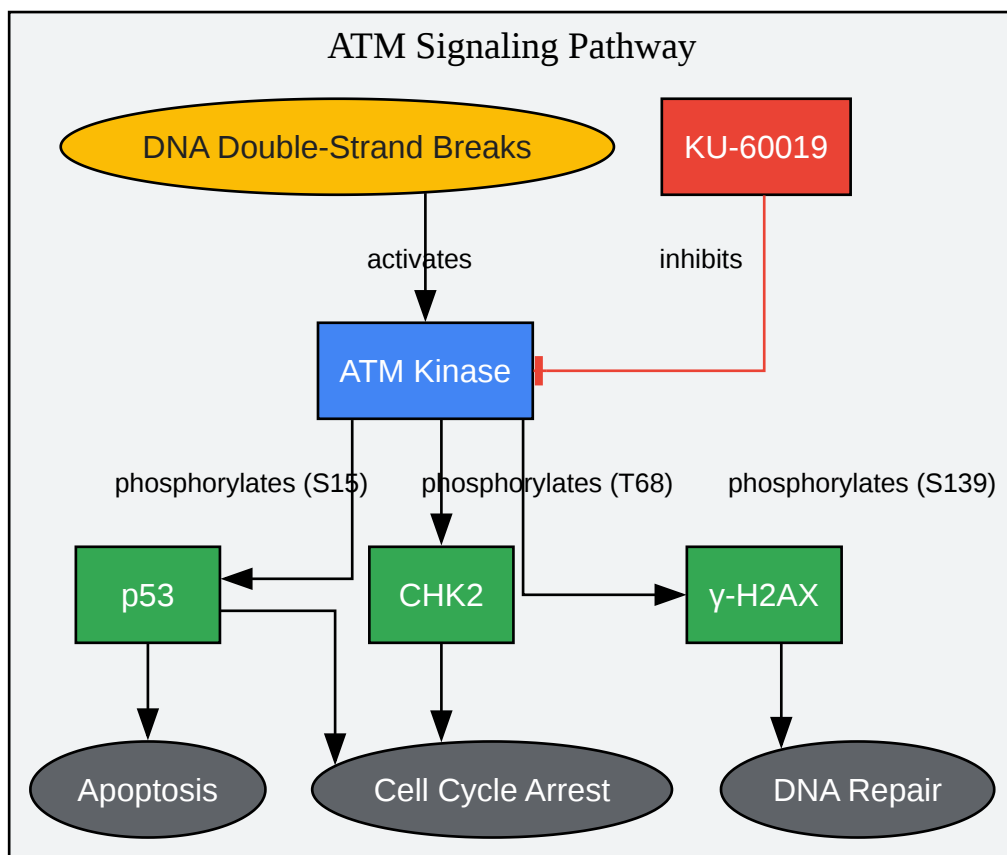 ATM Signaling Pathway
DNA Double-Strand Breaks
KU-60019
activates
inhibits
ATM Kinase
phosphorylates (S15)
phosphorylates (T68)
phosphorylates (S139)
p53
CHK2
γ-H2AX
Apoptosis
Cell Cycle Arrest
DNA Repair